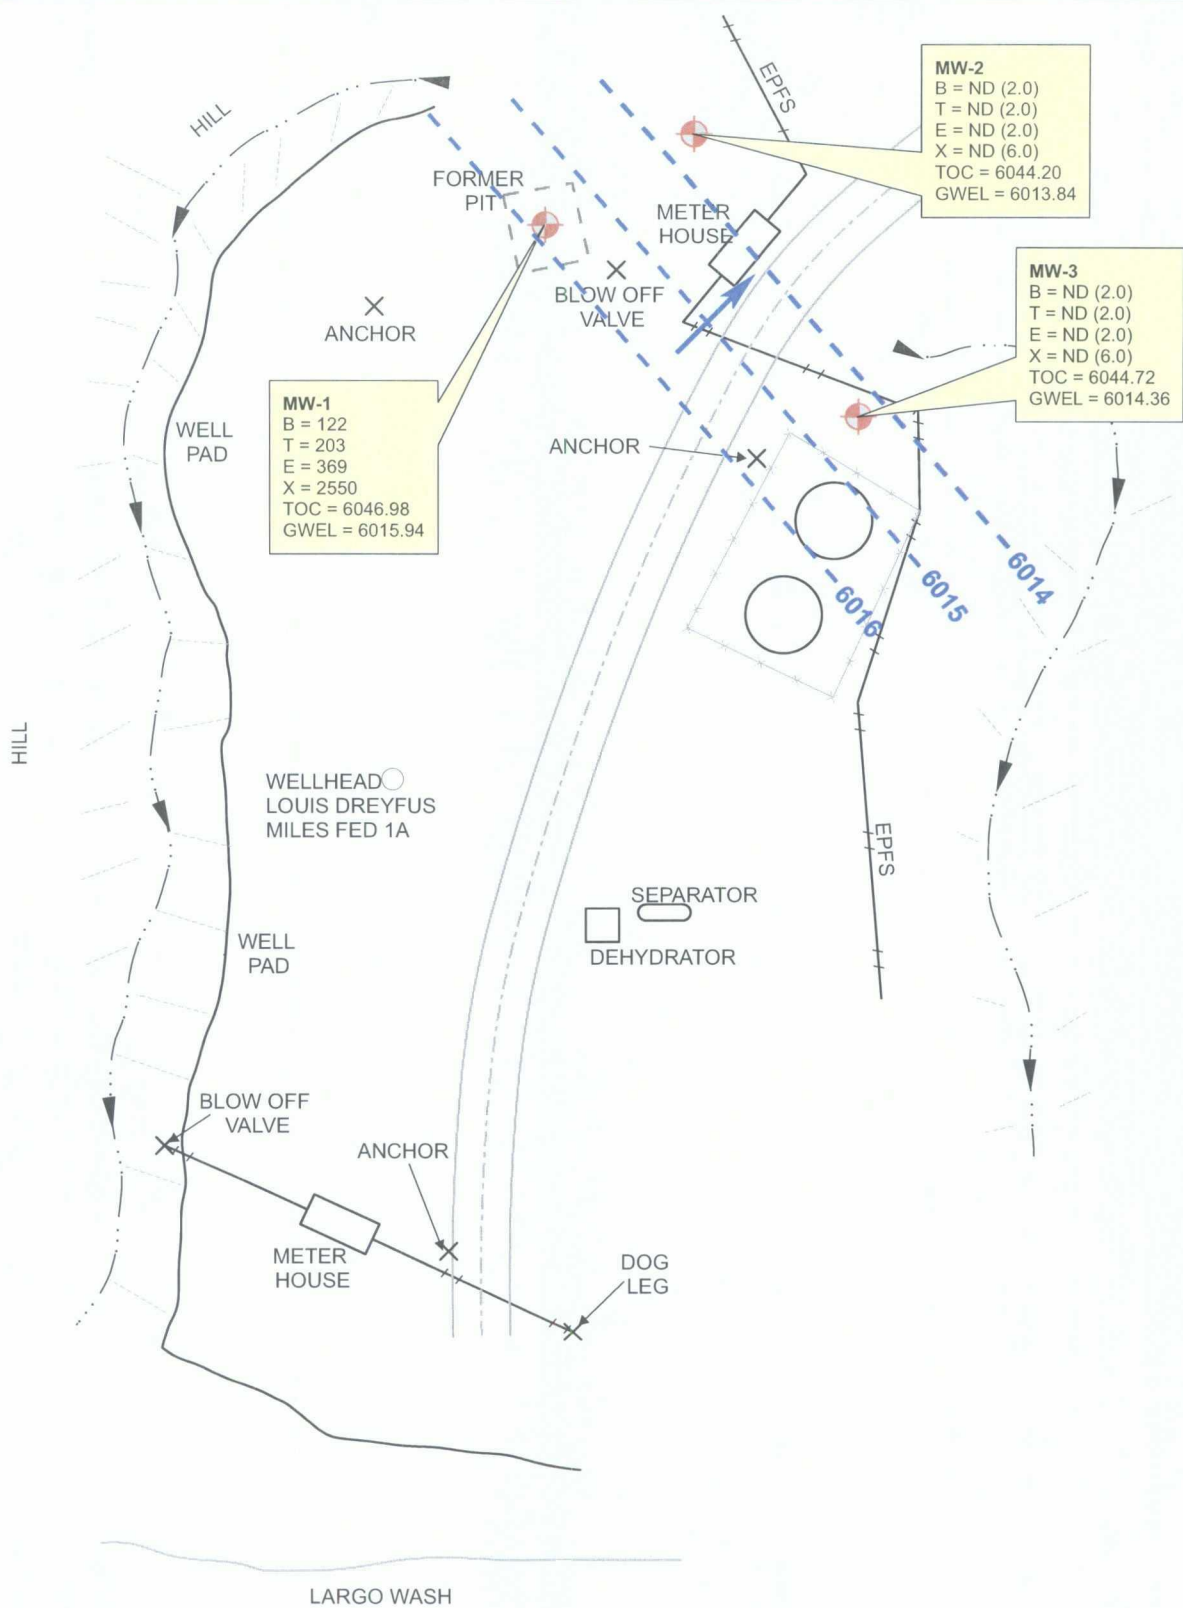 EPFS
MW-2
B = ND (2.0)
T = ND (2.0)
E = ND (2.0)
X = ND (6.0)
TOC = 6044.20
GWEL = 6013.84
HILL
FORMER
PIT
METER
HOUSE
MW-3
B = ND (2.0)
T = ND (2.0)
E = ND (2.0)
X = ND (6.0)
TOC = 6044.72
GWEL = 6014.36
BLOW OFF
VALVE
ANCHOR
MW-1
B = 122
T = 203
E = 369
X = 2550
TOC = 6046.98
GWEL = 6015.94
WELL
PAD
ANCHOR
6014
6015
6016
HILL
WELLHEAD
LOUIS DREYFUS
MILES FED 1A
EPFS
SEPARATOR
DEHYDRATOR
WELL
PAD
BLOW OFF
VALVE
ANCHOR
METER
HOUSE
DOG
LEG
LARGO WASH